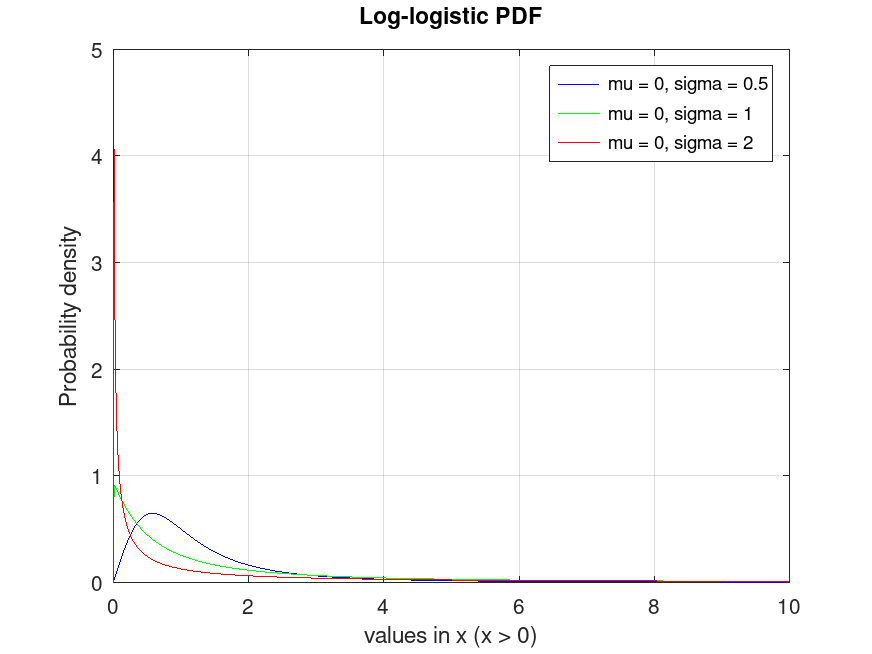 Log-logistic PDF
5
4
3
2
1
0
Probability density
mu = 0, sigma = 0.5
mu = 0, sigma = 1
mu = 0, sigma = 2
0 2 4 6 8 10
values in x (x > 0)